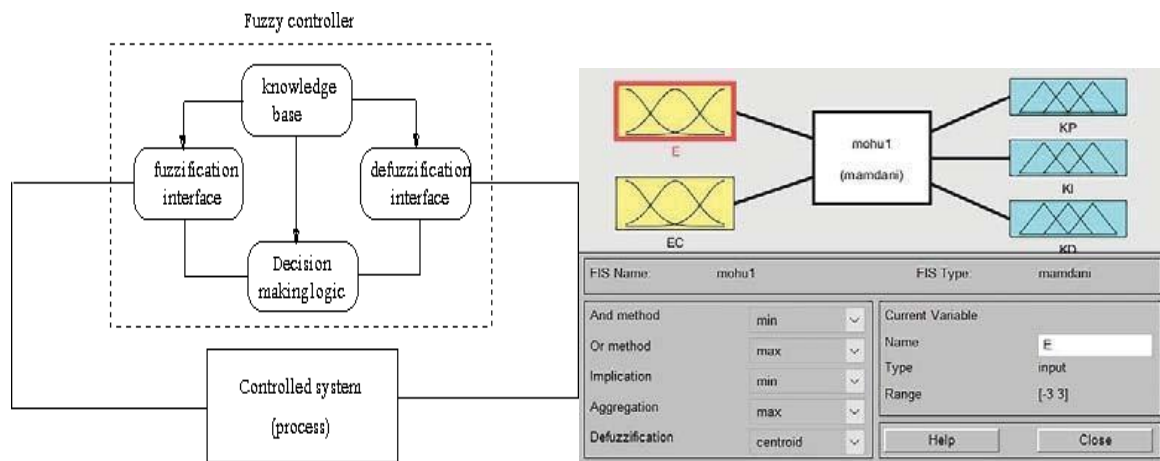 Fuzzy controller
knowledge
base
fuzzification
interface
defuzzification
interface
Decision
makinglogic.
Controlled system
(process)
E
EC
mohu1
(mamdani)
KP
KI
KD
FIS Name: mohu1 FIS Type: mamdani
And method min
Or method max
Implication min
Aggregation max
Defuzzification centroid
Current Variable
Name E
Type input
Range [-3 3]
Help Close